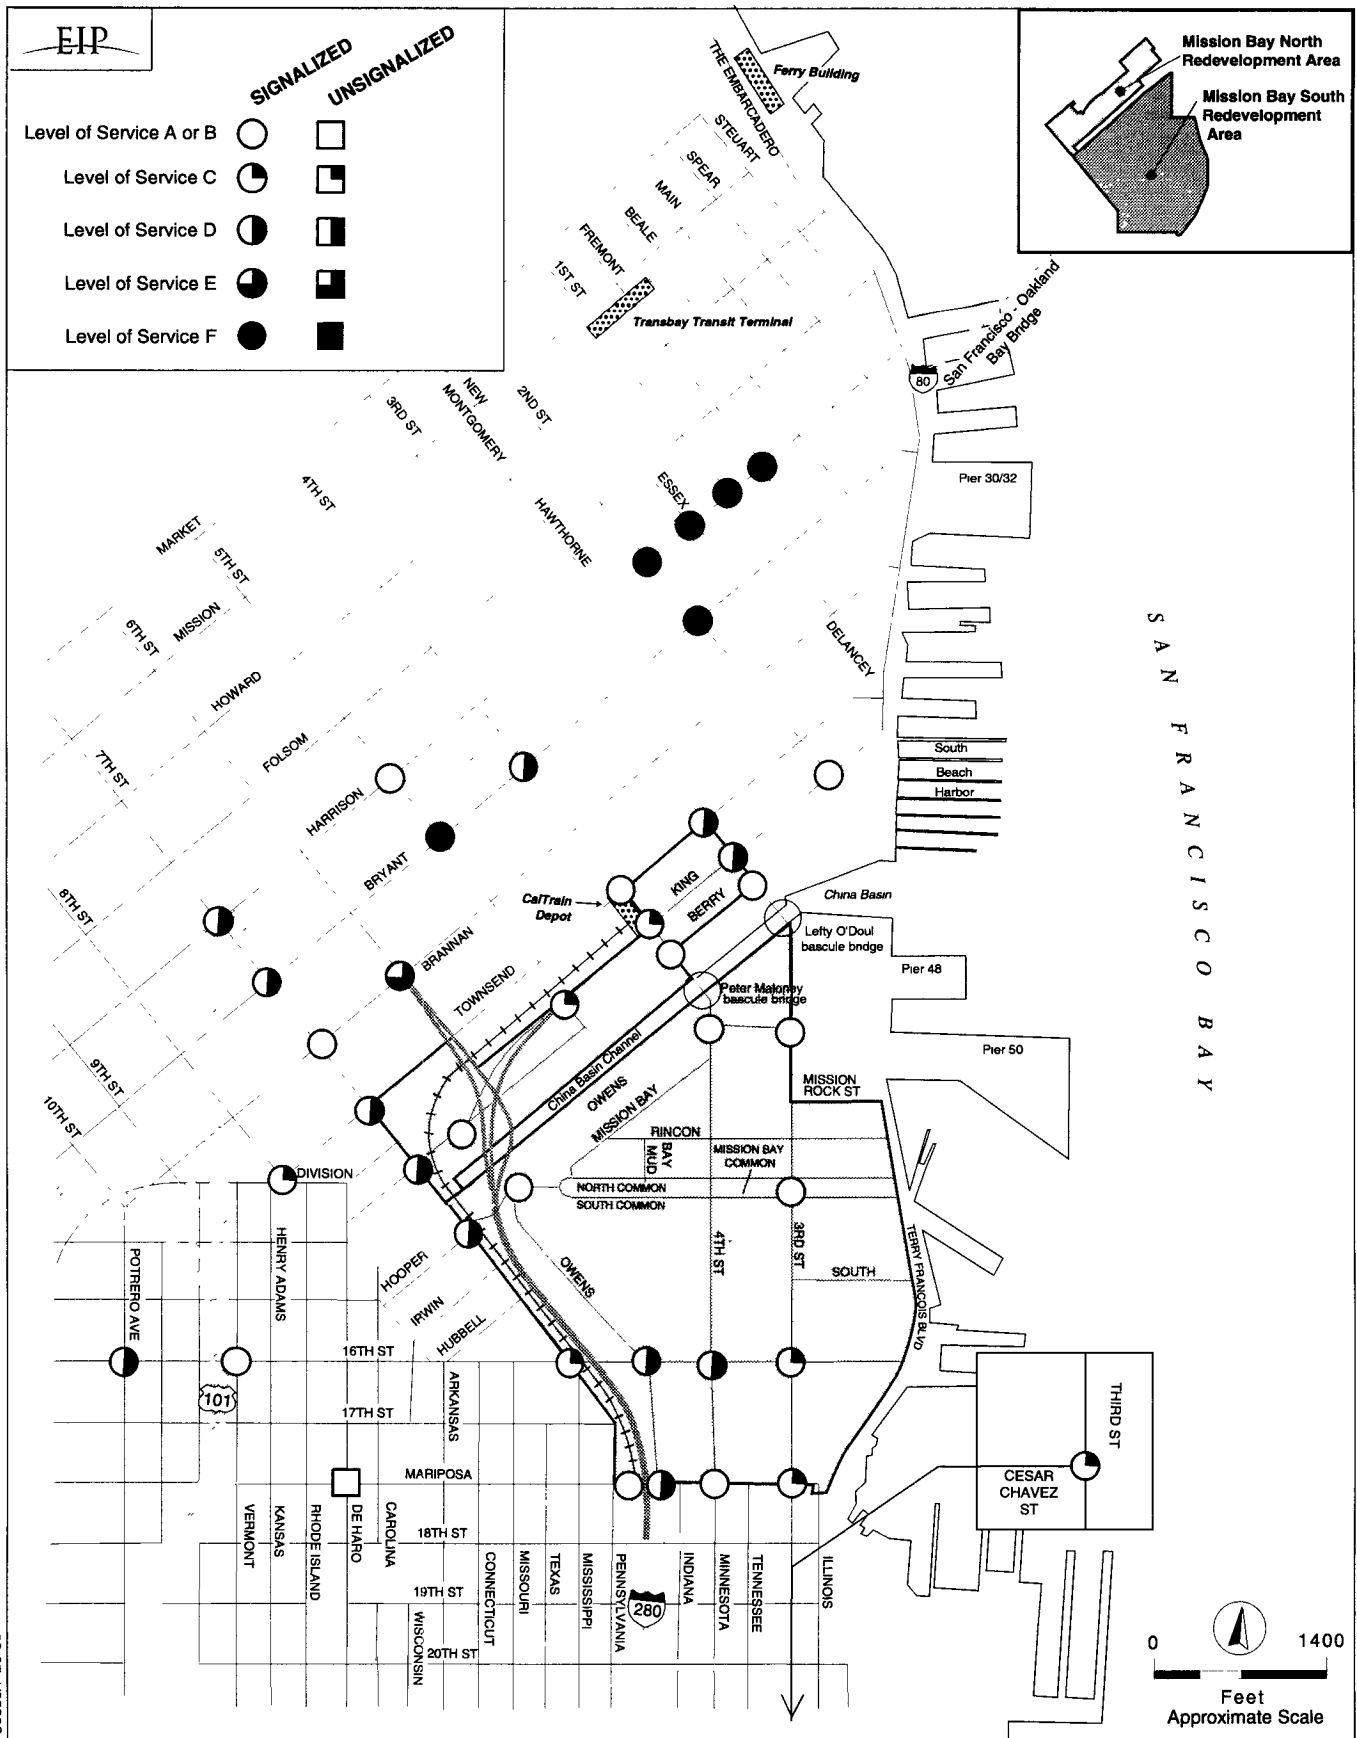 EIP
SIGNALIZED
UNSIGNALIZED
Level of Service A or B
Level of Service C
Level of Service D
Level of Service E
Level of Service F
Mission Bay North
Redevelopment Area
Mission Bay South
Redevelopment
Area
THE EMBARCADERO
Ferry Building
STEUART
SPEAR
MAIN
BEALE
FREMONT
1ST ST
Transbay Transit Terminal
San Francisco - Oakland
Bay Bridge
80
NEW
MONTGOMERY
2ND ST
3RD ST
4TH ST
ESSEX
HAWTHORNE
Pier 30/32
MARKET
5TH ST
MISSION
6TH ST
HOWARD
FOLSOM
7TH ST
HARRISON
BRYANT
8TH ST
BRANNAN
TOWNSEND
9TH ST
10TH ST
DELANCEY
South
Beach
Harbor
SAN FRANCISCO BAY
KING
BERRY
CalTrain
Depot
China Basin
Lefty O'Doul
bascule bridge
Pier 48
Peter Maloney
bascule bridge
Pier 50
China Basin Channel
OWENS
MISSION BAY
MISSION
ROCK ST
RINCON
BAY
MUD
MISSION BAY
COMMON
NORTH COMMON
SOUTH COMMON
DIVISION
POTRERO AVE
HENRY ADAMS
HOOPER
IRWIN
HUBBELL
OWENS
4TH ST
3RD ST
SOUTH
TERRY FRANCOIS BLVD
16TH ST
101
17TH ST
ARKANSAS
MARIPOSA
THIRD ST
CESAR
CHAVEZ
ST
VERMONT
KANSAS
RHODE ISLAND
DE HARO
CAROLINA
18TH ST
19TH ST
WISCONSIN
20TH ST
CONNECTICUT
MISSOURI
TEXAS
MISSISSIPPI
PENNSYLVANIA
280
INDIANA
MINNESOTA
TENNESSEE
ILLINOIS
0
1400
Feet
Approximate Scale